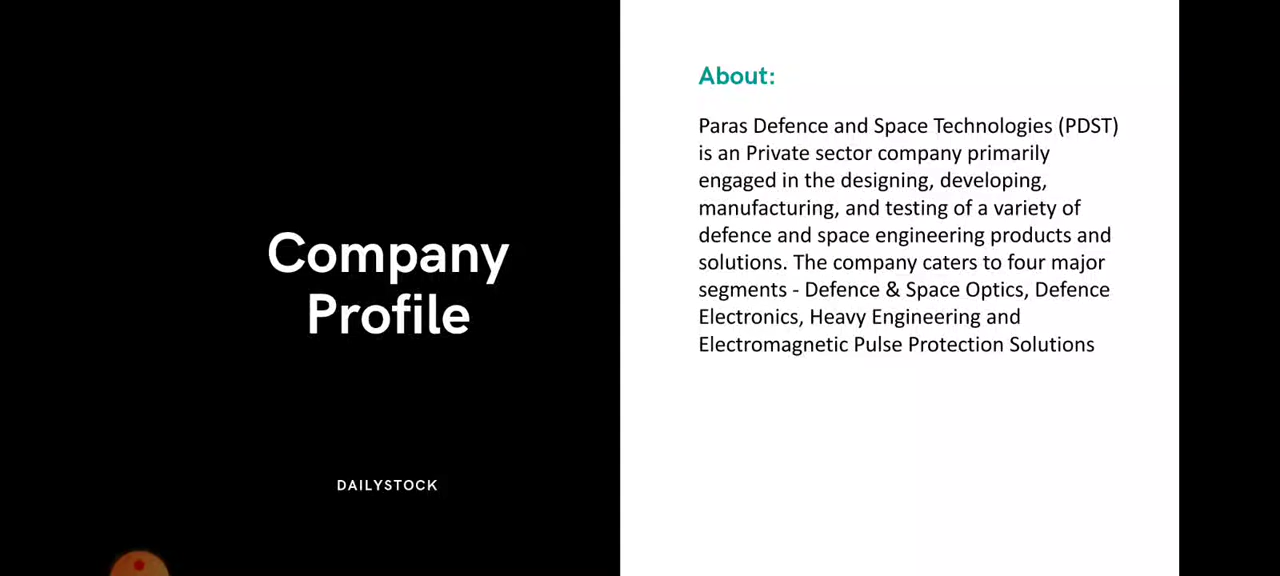 Company
Profile
DAILYSTOCK
About:
Paras Defence and Space Technologies (PDST)
is an Private sector company primarily
engaged in the designing, developing,
manufacturing, and testing of a variety of
defence and space engineering products and
solutions. The company caters to four major
segments - Defence & Space Optics, Defence
Electronics, Heavy Engineering and
Electromagnetic Pulse Protection Solutions